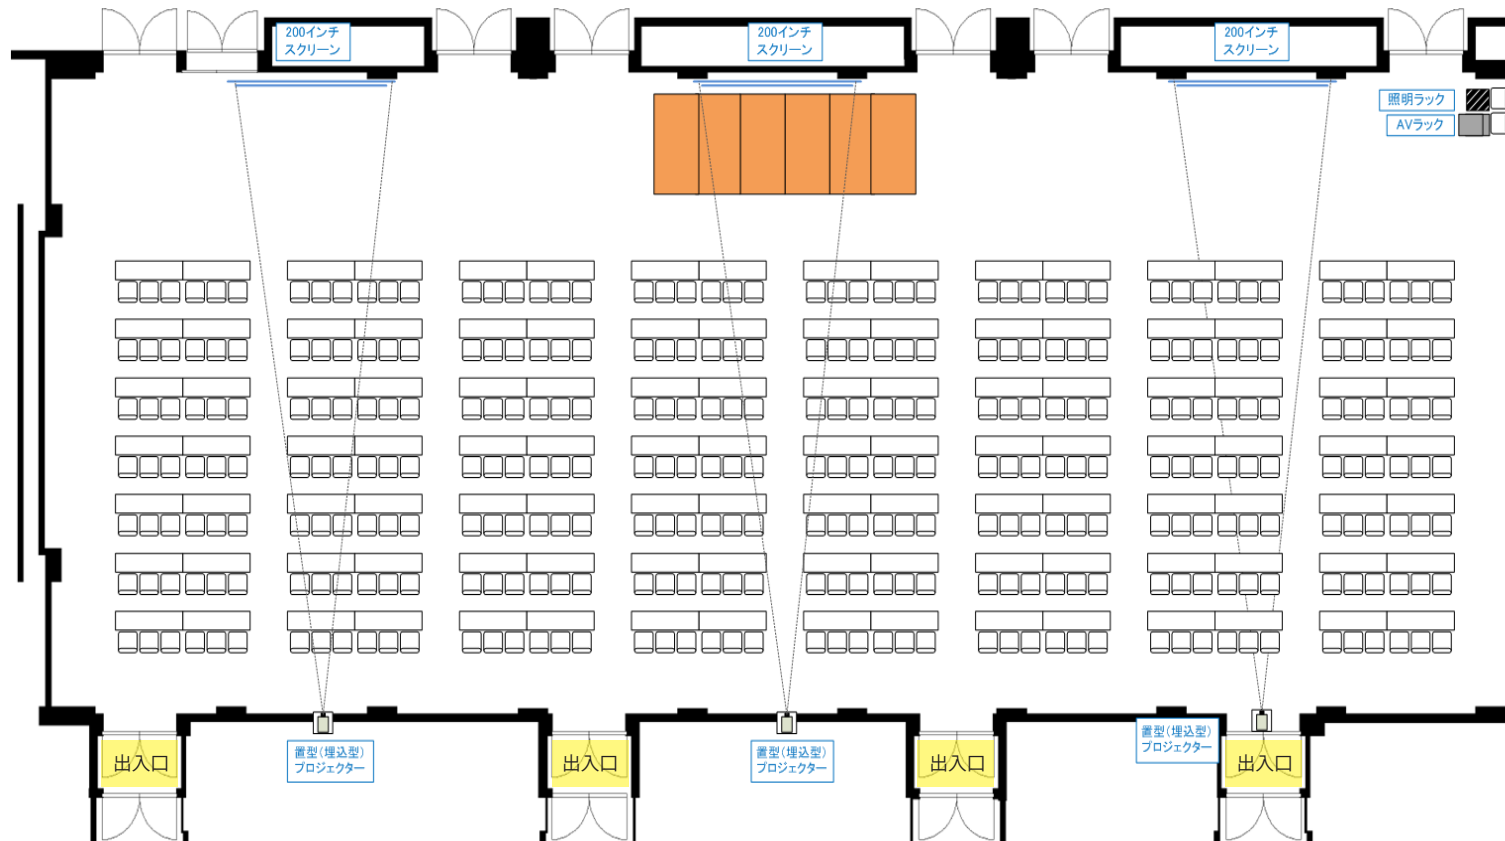 200インチ
スクリーン
200インチ
スクリーン
200インチ
スクリーン
照明ラック
AVラック
置型(埋込型)
プロジェクター
置型(埋込型)
プロジェクター
置型(埋込型)
プロジェクター
出入口
出入口
出入口
出入口